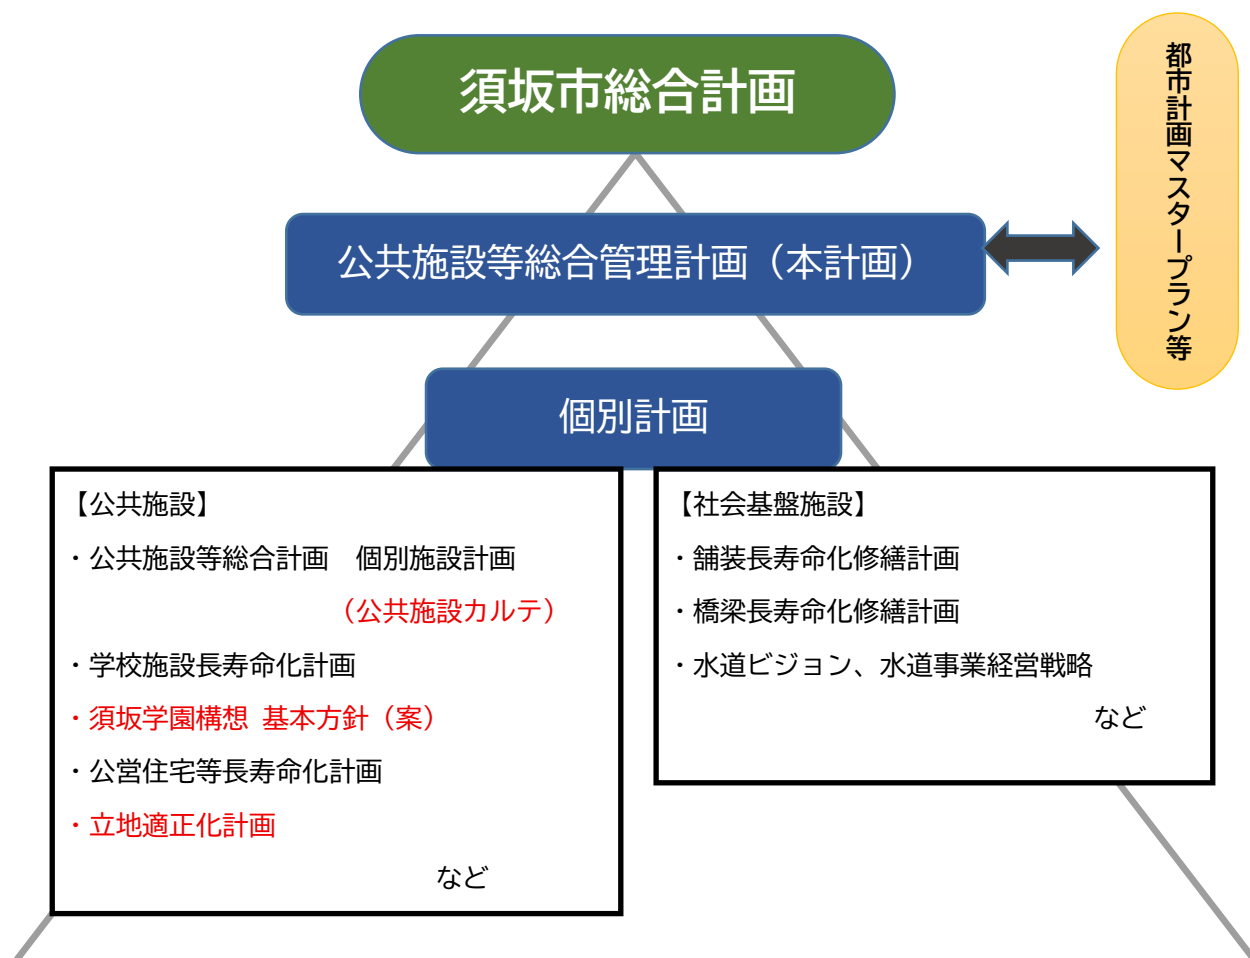 須坂市総合計画
都市計画マスタープラン等
公共施設等総合管理計画（本計画）
個別計画
【公共施設】
・公共施設等総合計画　個別施設計画
（公共施設カルテ）
・学校施設長寿命化計画
・須坂学園構想 基本方針（案）
・公営住宅等長寿命化計画
・立地適正化計画
など
【社会基盤施設】
・舗装長寿命化修繕計画
・橋梁長寿命化修繕計画
・水道ビジョン、水道事業経営戦略
など